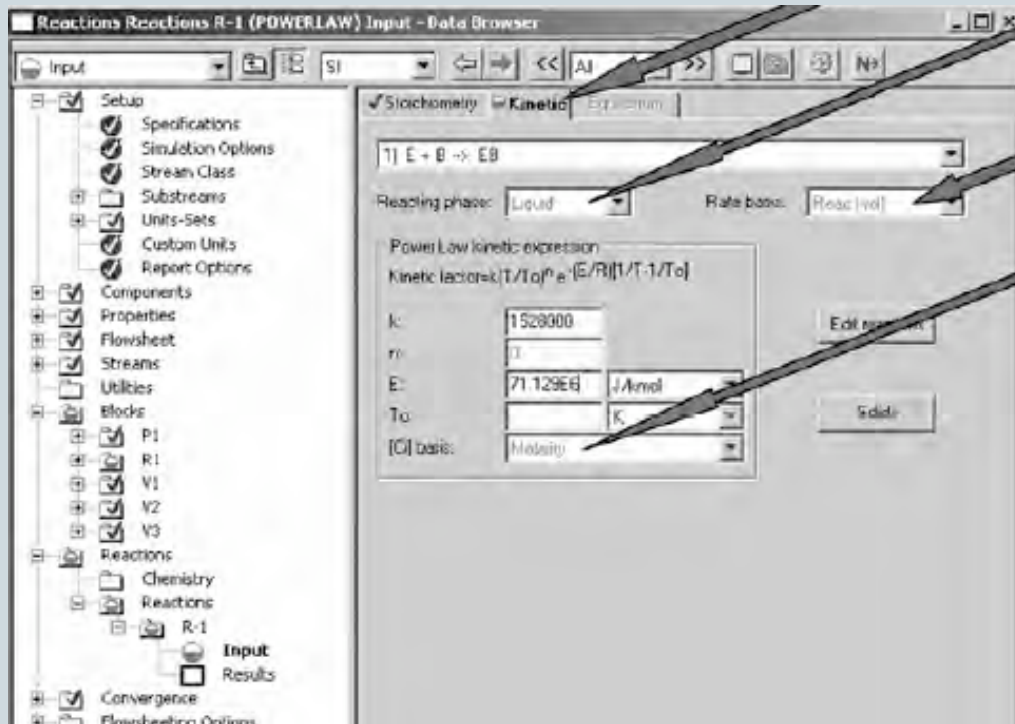 Reactions Reactions R-1 (POWERLAW) Input - Data Browser
Input
SI
All
<<
>>
N→
Setup
Specifications
Simulation Options
Stream Class
Substreams
Units-Sets
Custom Units
Report Options
Components
Properties
Flowsheet
Streams
Utilities
Blocks
P1
R1
V1
V2
V3
Reactions
Chemistry
Reactions
R-1
Input
Results
Convergence
Flowsheeting Options
Stoichiometry Kinetic Equilibrium
1) E + B -> EB
Reacting phase: Liquid Rate basis: Reac (vol)
Power Law kinetic expression
Kinetic factor=k(T/To)ⁿ e^-(E/R)[1/T-1/To]
k: 1528000
n: 0
E: 71.129E6 J/kmol
To: K
[Ci] basis: Molarity
Edit
Solids